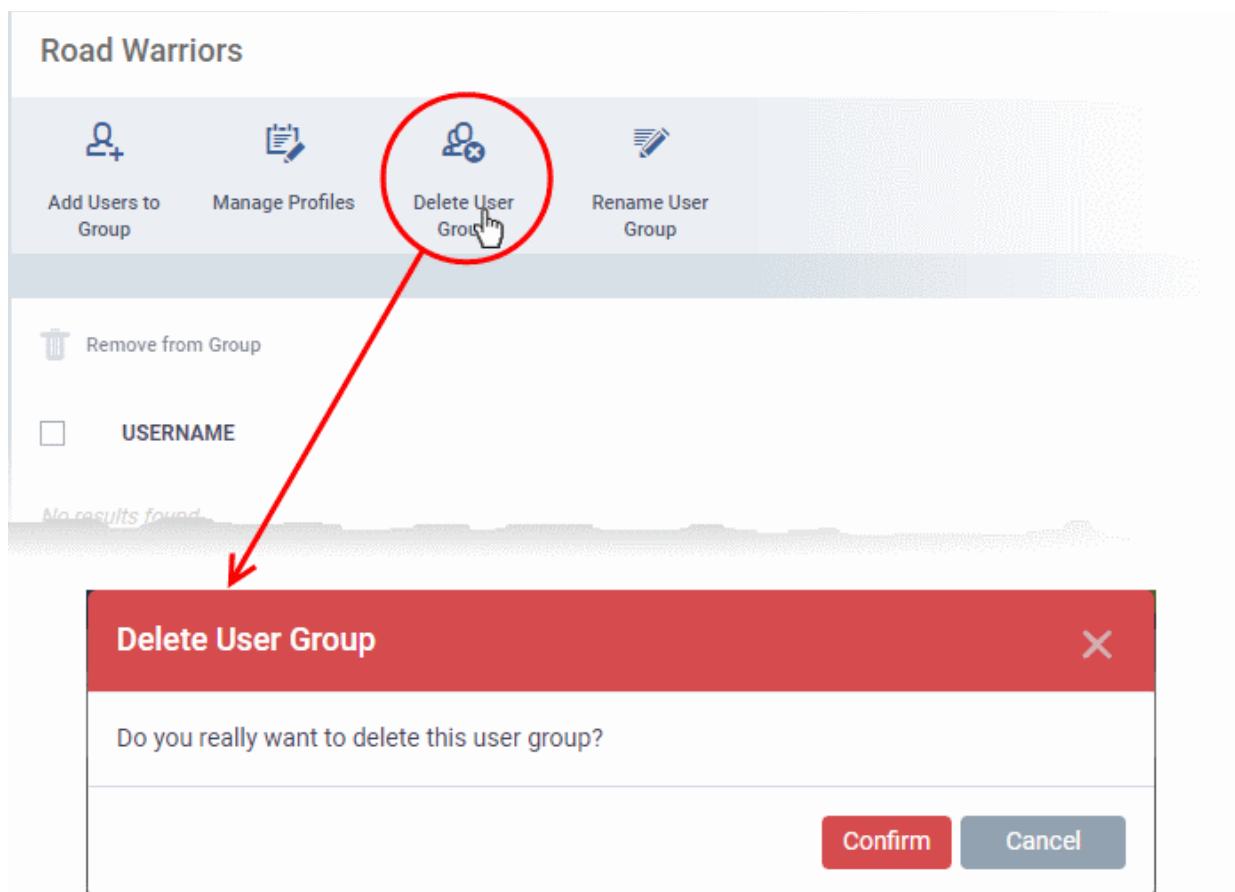 Road Warriors
Add Users to
Group
Manage Profiles
Delete User
Group
Rename User
Group
Remove from Group
USERNAME
No results found
Delete User Group
Do you really want to delete this user group?
Confirm
Cancel